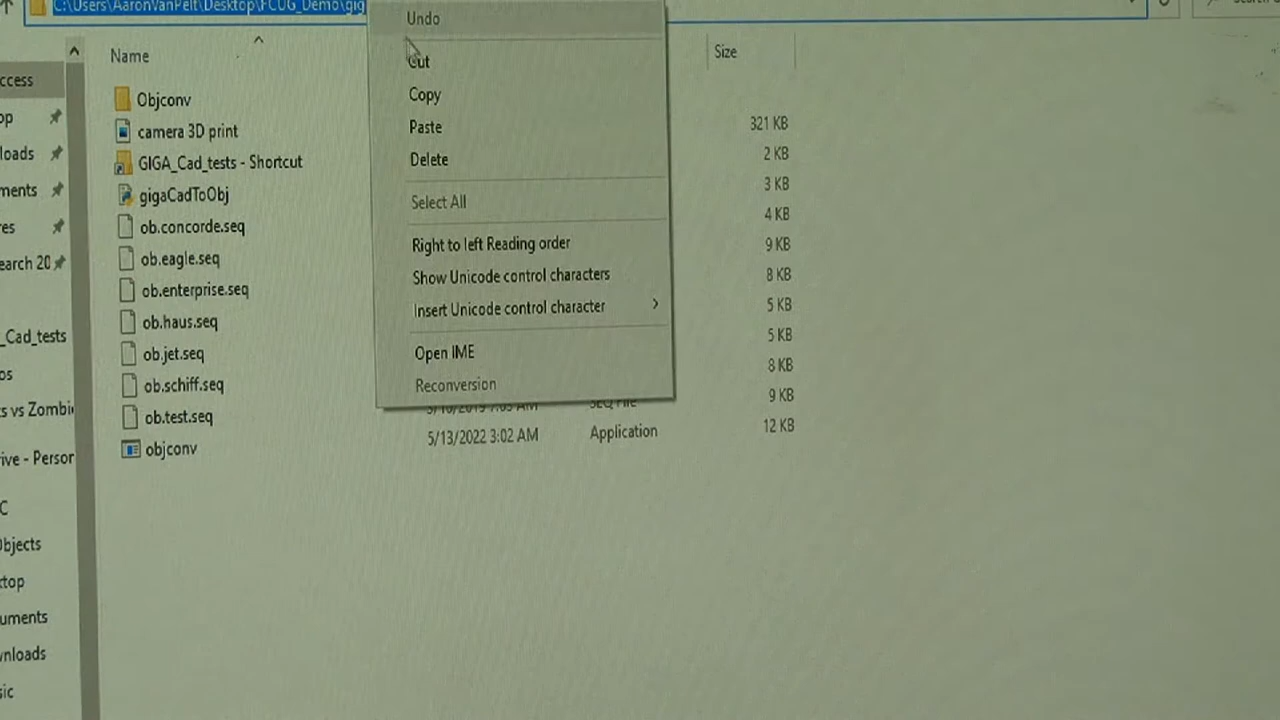 C:\Users\AaronVanPelt\Desktop\FCUG_Demo\gig
Undo
Cut
Copy
Paste
Delete
Select All
Right to left Reading order
Show Unicode control characters
Insert Unicode control character
Open IME
Reconversion
Name
Size
Objconv
camera 3D print
321 KB
GIGA_Cad_tests - Shortcut
2 KB
gigaCadToObj
3 KB
ob.concorde.seq
4 KB
ob.eagle.seq
9 KB
ob.enterprise.seq
8 KB
ob.haus.seq
5 KB
ob.jet.seq
5 KB
ob.schiff.seq
8 KB
ob.test.seq
9 KB
objconv
5/13/2022 3:02 AM
Application
12 KB
ccess
op
loads
ments
res
earch 20
_Cad_tests
os
s vs Zombi
rive - Person
C
Objects
ktop
uments
wnloads
sic